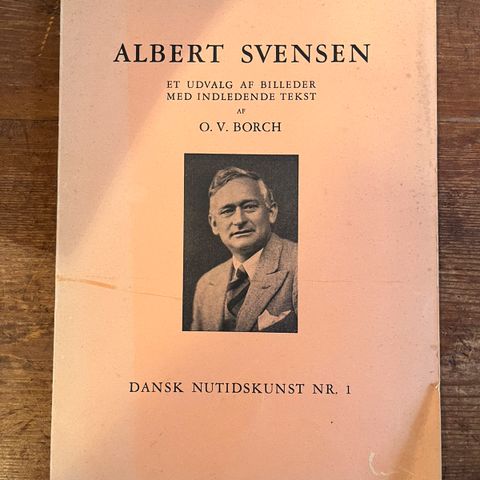 ALBERT SVENSEN
ET UDVALG AF BILLEDER
MED INDLEDENDE TEKST
AF
O. V. BORCH
DANSK NUTIDSKUNST NR. 1